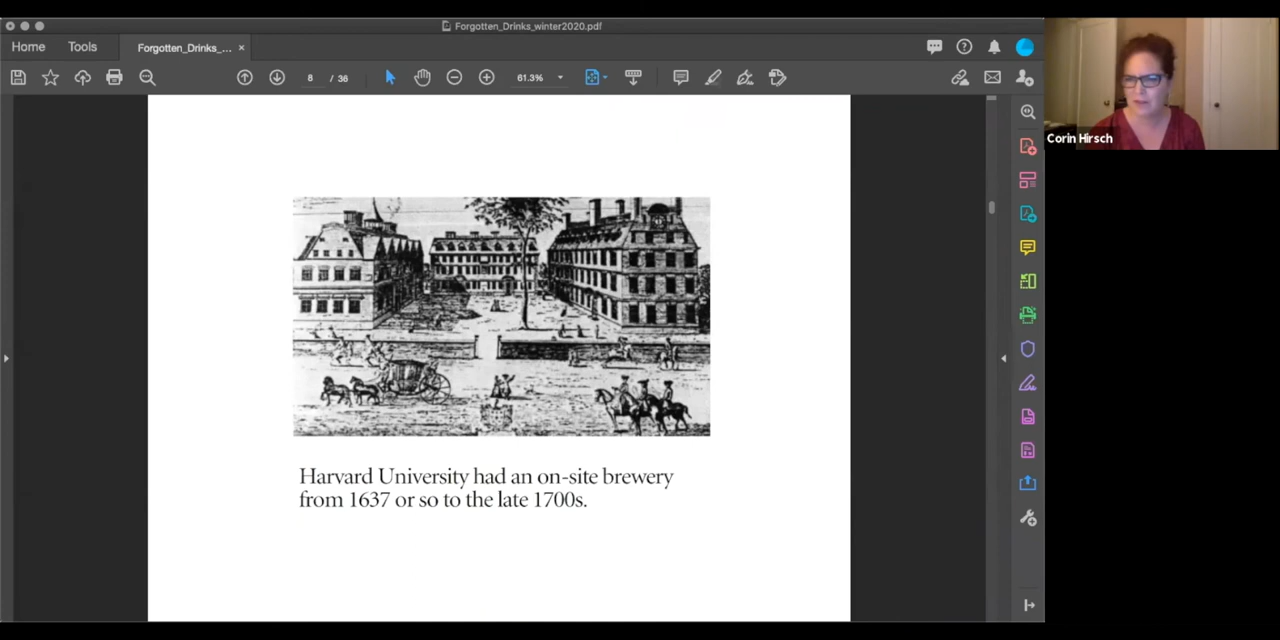 Forgotten_Drinks_winter2020.pdf
Home Tools Forgotten_Drinks_... ×
8 / 36 61.3%
Corin Hirsch
Harvard University had an on-site brewery
from 1637 or so to the late 1700s.